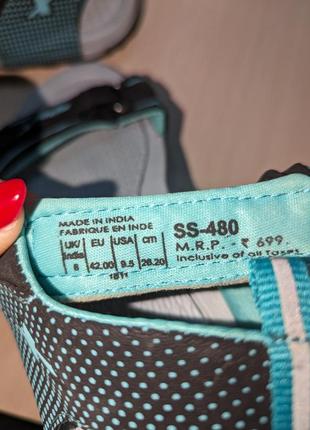 MADE IN INDIA
FABRIQUE EN INDE
SS-480
M.R.P. - ₹ 699.
Inclusive of all Taxes
UK/ India EU USA cm
8 42.00 9.5 26.20
1811